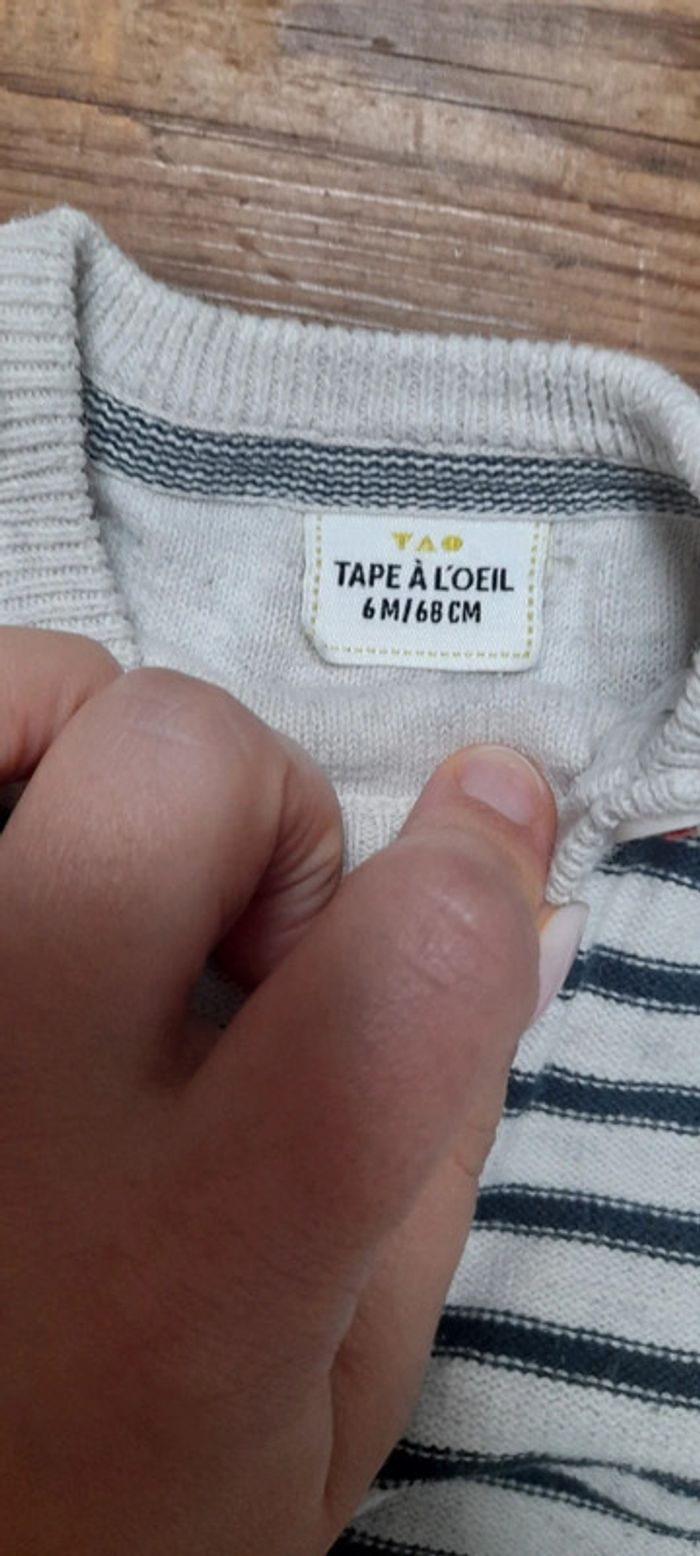 TAO
TAPE À L'OEIL
6M/68CM